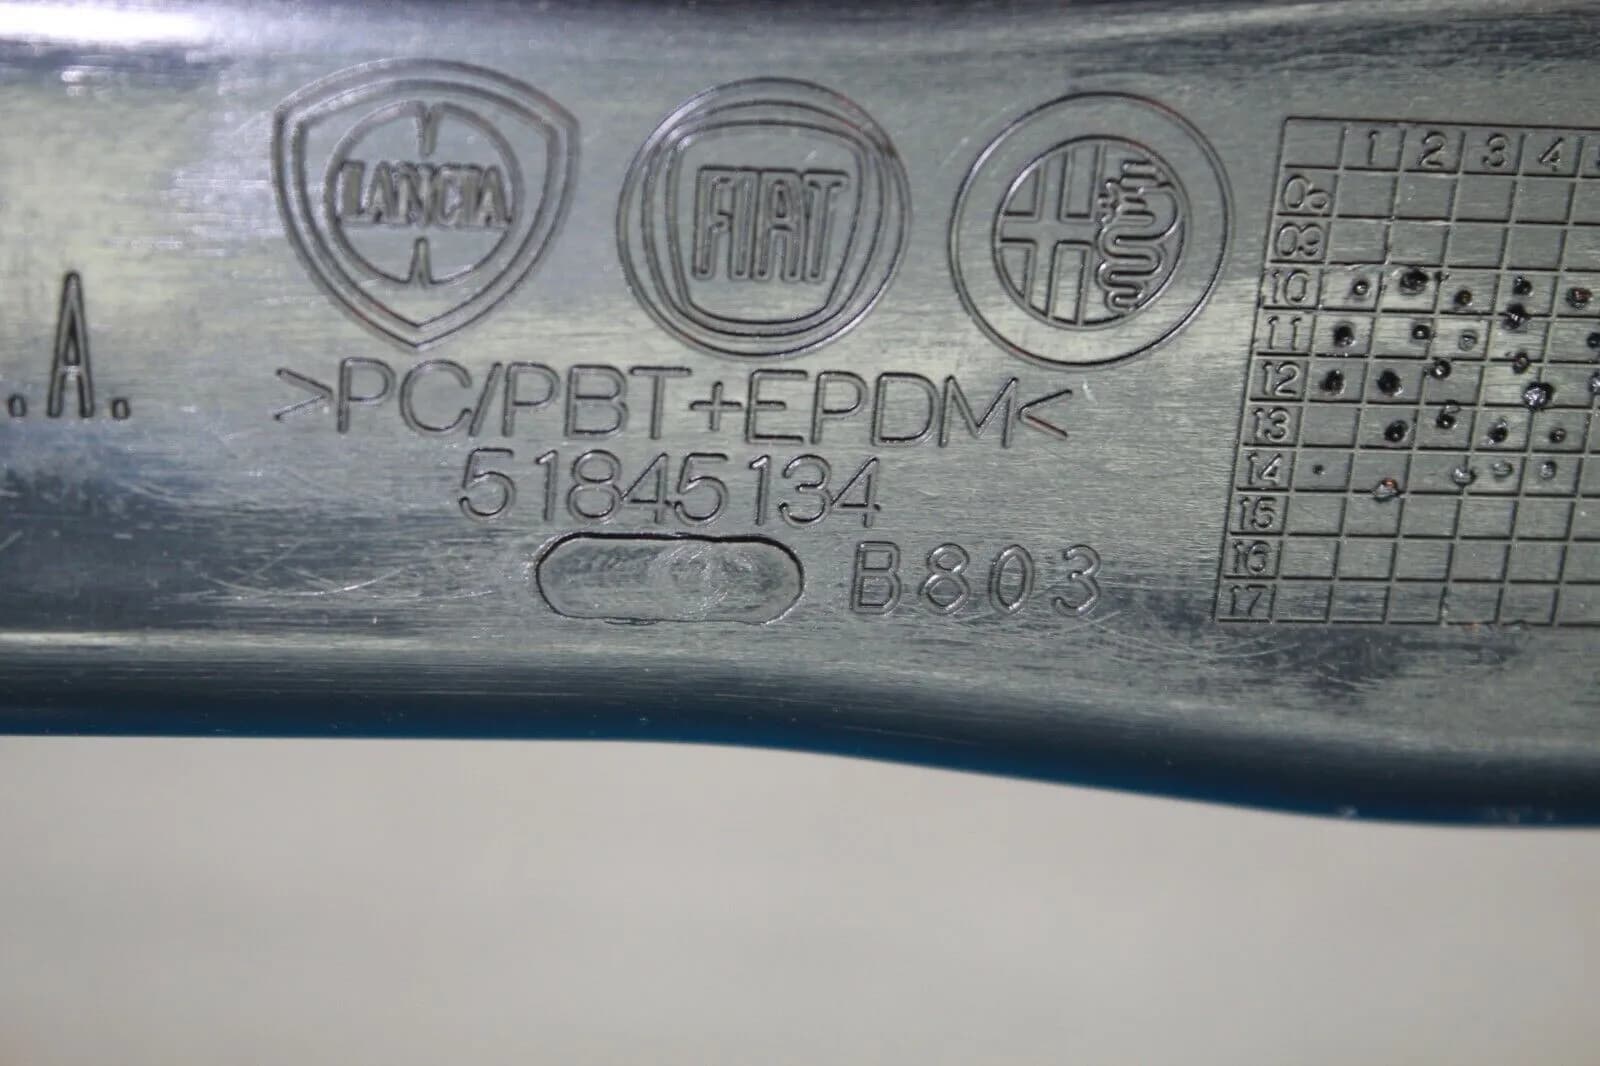 LANCIA
FIAT
.A.
>PC/PBT+EPDM<
51845134
B803
1 2 3 4
08
09
10
11
12
13
14
15
16
17